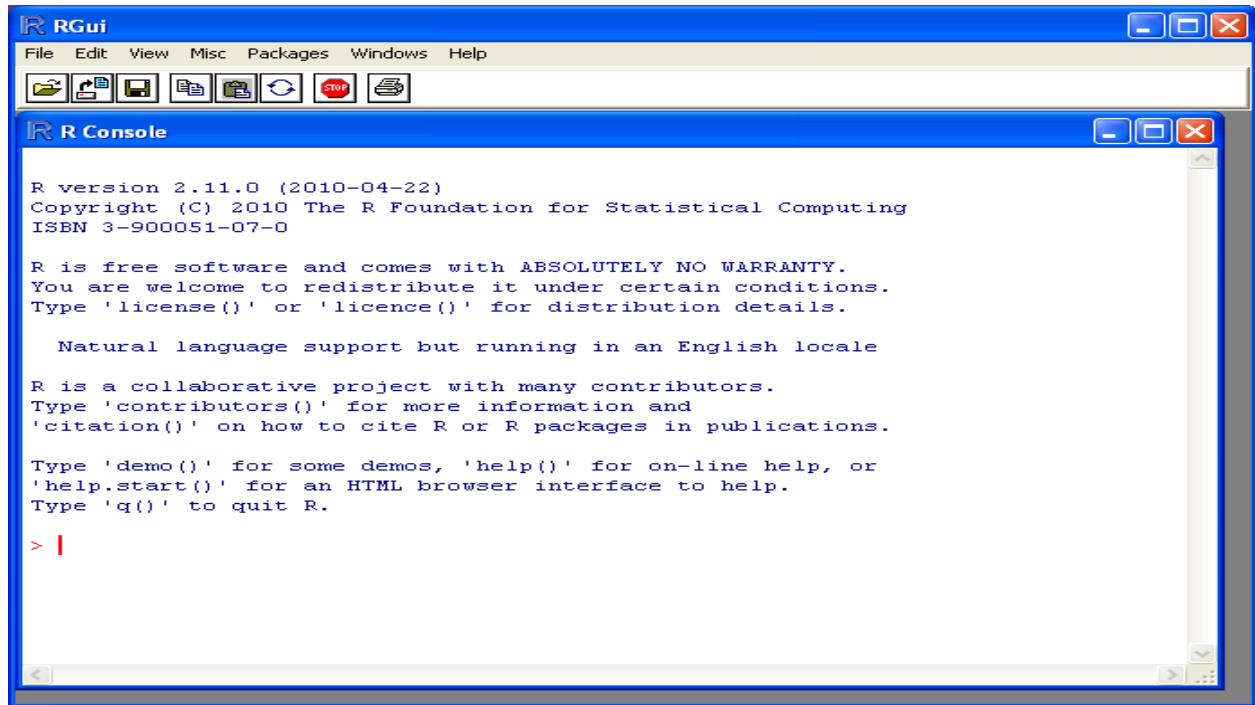 R RGui
File Edit View Misc Packages Windows Help
STOP
R R Console
R version 2.11.0 (2010-04-22)
Copyright (C) 2010 The R Foundation for Statistical Computing
ISBN 3-900051-07-0
R is free software and comes with ABSOLUTELY NO WARRANTY.
You are welcome to redistribute it under certain conditions.
Type 'license()' or 'licence()' for distribution details.
Natural language support but running in an English locale
R is a collaborative project with many contributors.
Type 'contributors()' for more information and
'citation()' on how to cite R or R packages in publications.
Type 'demo()' for some demos, 'help()' for on-line help, or
'help.start()' for an HTML browser interface to help.
Type 'q()' to quit R.
>